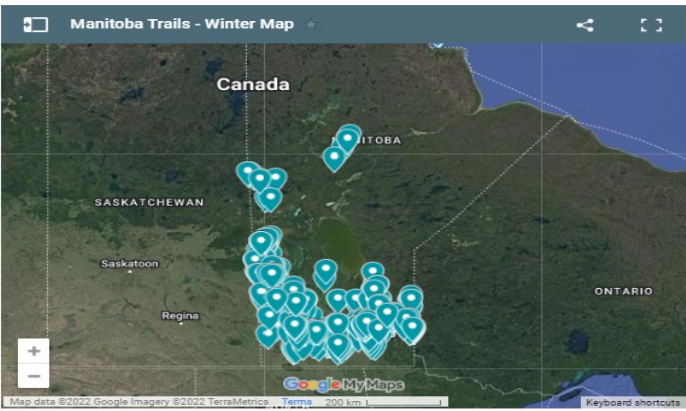 Manitoba Trails - Winter Map
Canada
SASKATCHEWAN
Saskatoon
Regina
ONTARIO
+
−
Google My Maps
Map data ©2022 Google Imagery ©2022 TerraMetrics
Terms
200 km
Keyboard shortcuts